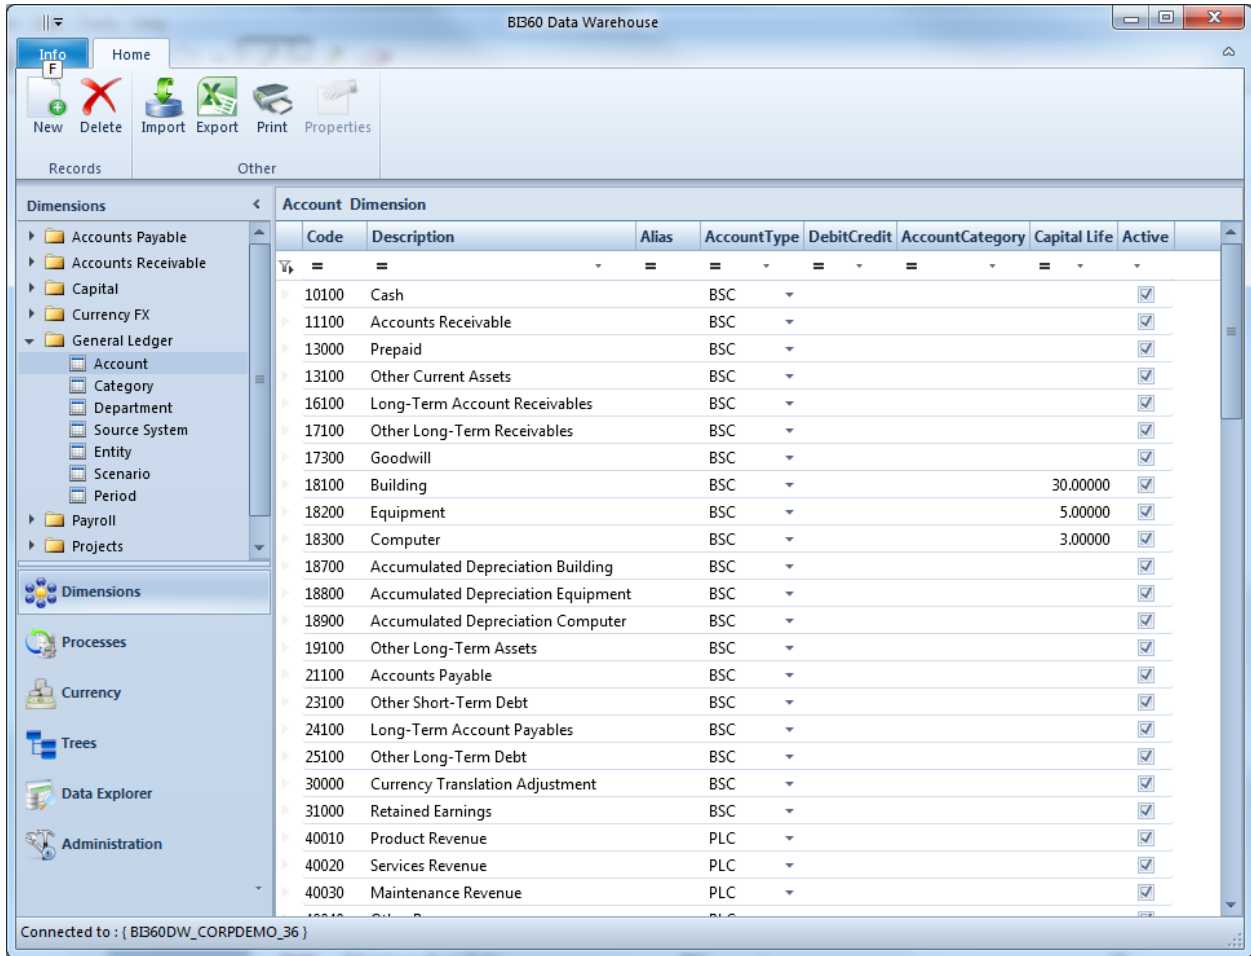 BI360 Data Warehouse
Info Home
F
New Delete Import Export Print Properties
Records Other
Dimensions
Accounts Payable
Accounts Receivable
Capital
Currency FX
General Ledger
Account
Category
Department
Source System
Entity
Scenario
Period
Payroll
Projects
Dimensions
Processes
Currency
Trees
Data Explorer
Administration
Account Dimension
Code Description Alias AccountType DebitCredit AccountCategory Capital Life Active
= = = = = = =
10100 Cash BSC
11100 Accounts Receivable BSC
13000 Prepaid BSC
13100 Other Current Assets BSC
16100 Long-Term Account Receivables BSC
17100 Other Long-Term Receivables BSC
17300 Goodwill BSC
18100 Building BSC 30.00000
18200 Equipment BSC 5.00000
18300 Computer BSC 3.00000
18700 Accumulated Depreciation Building BSC
18800 Accumulated Depreciation Equipment BSC
18900 Accumulated Depreciation Computer BSC
19100 Other Long-Term Assets BSC
21100 Accounts Payable BSC
23100 Other Short-Term Debt BSC
24100 Long-Term Account Payables BSC
25100 Other Long-Term Debt BSC
30000 Currency Translation Adjustment BSC
31000 Retained Earnings BSC
40010 Product Revenue PLC
40020 Services Revenue PLC
40030 Maintenance Revenue PLC
Connected to : { BI360DW_CORPDEMO_36 }